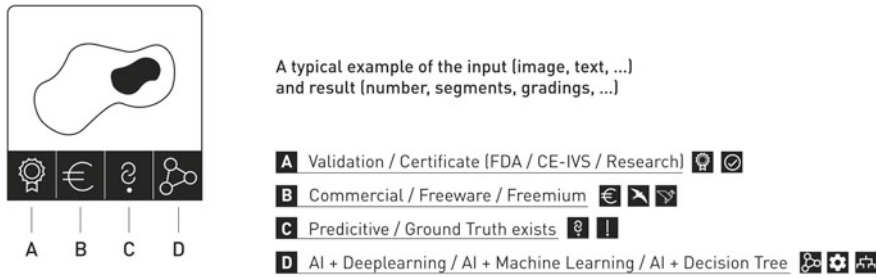 A typical example of the input (image, text, ...)
and result (number, segments, gradings, ...)
A Validation / Certificate (FDA / CE-IVS / Research)
B Commercial / Freeware / Freemium €
C Predicitive / Ground Truth exists ? !
D AI + Deeplearning / AI + Machine Learning / AI + Decision Tree
€ ?
A B C D